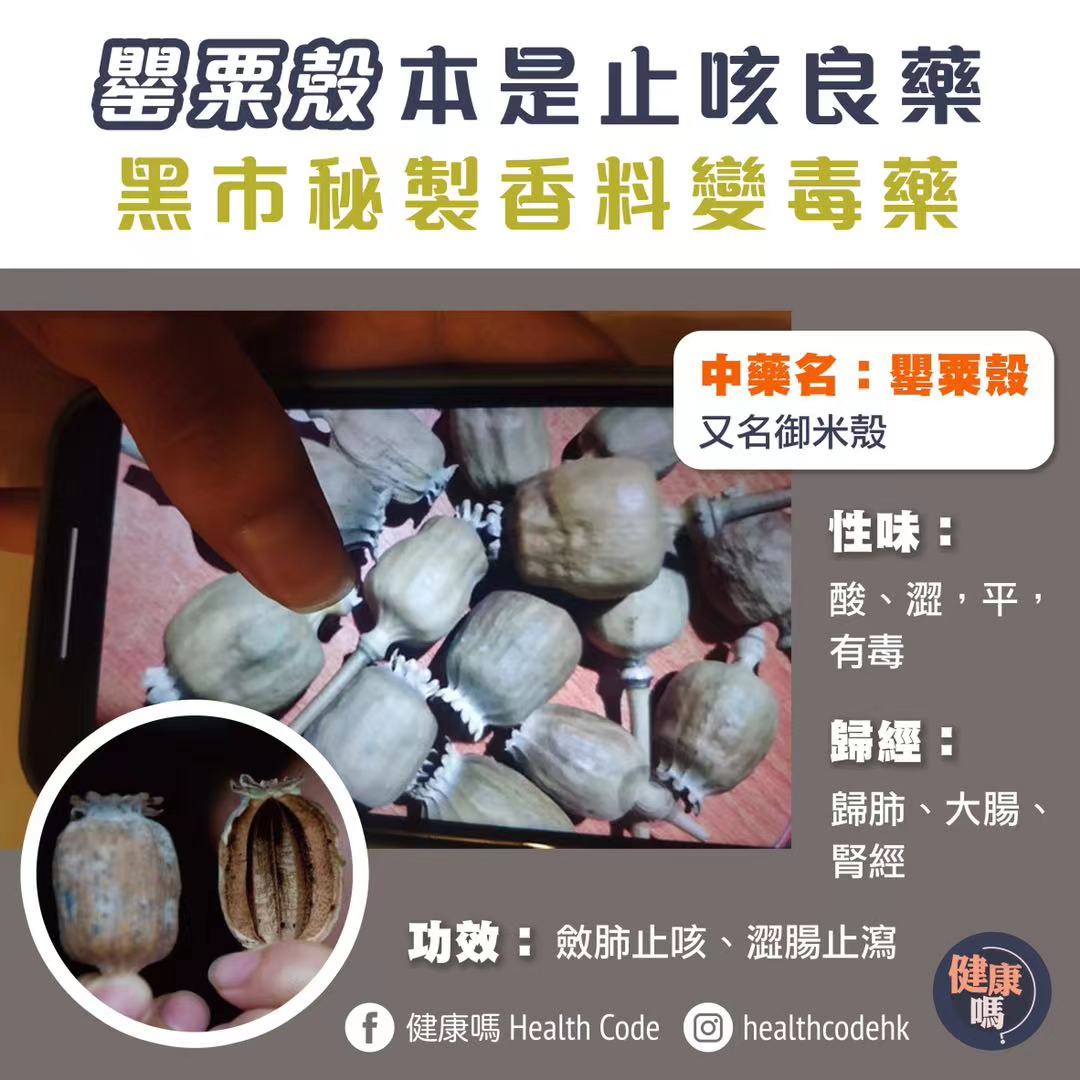 罌粟殼本是止咳良藥
黑市秘製香料變毒藥
中藥名：罌粟殼
又名御米殼
性味：
酸、澀，平，
有毒
歸經：
歸肺、大腸、
腎經
功效：斂肺止咳、澀腸止瀉
健康嗎 Health Code
healthcodehk
健康
嗎